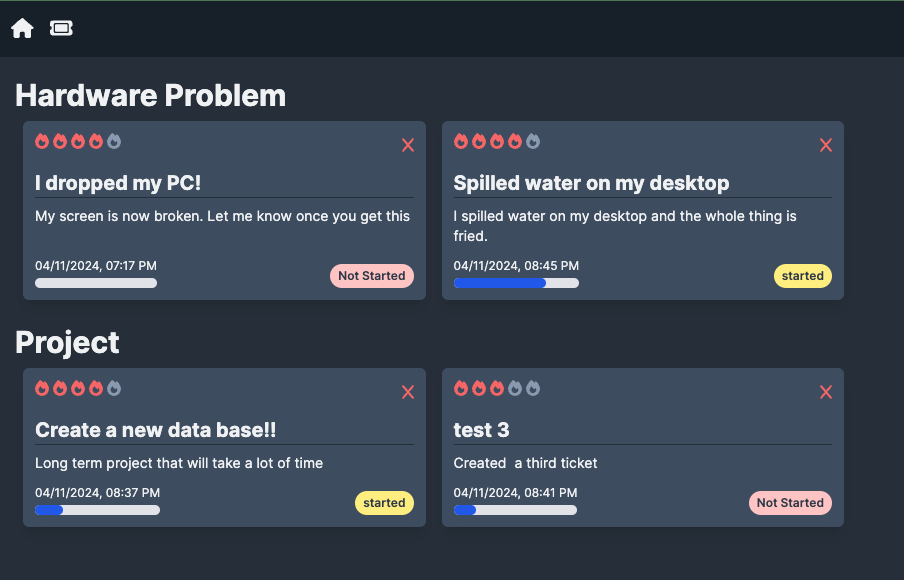 Hardware Problem
I dropped my PC!
My screen is now broken. Let me know once you get this
04/11/2024, 07:17 PM
Not Started
Spilled water on my desktop
I spilled water on my desktop and the whole thing is
fried.
04/11/2024, 08:45 PM
started
Project
Create a new data base!!
Long term project that will take a lot of time
04/11/2024, 08:37 PM
started
test 3
Created  a third ticket
04/11/2024, 08:41 PM
Not Started